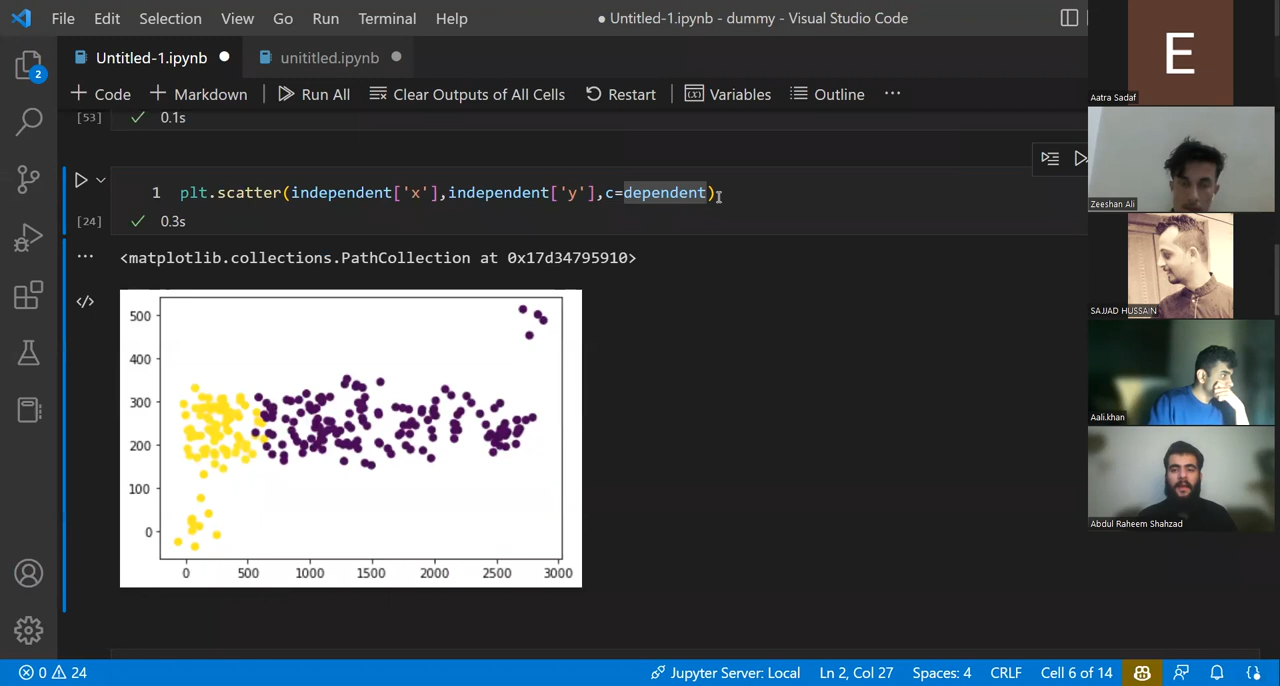 File Edit Selection View Go Run Terminal Help
● Untitled-1.ipynb - dummy - Visual Studio Code
Untitled-1.ipynb
unititled.ipynb
2
Code Markdown Run All Clear Outputs of All Cells Restart Variables Outline ...
[53] 0.1s
1 plt.scatter(independent['x'],independent['y'],c=dependent)
[24] 0.3s
<matplotlib.collections.PathCollection at 0x17d34795910>
500
400
300
200
100
0
0 500 1000 1500 2000 2500 3000
0 24 Jupyter Server: Local Ln 2, Col 27 Spaces: 4 CRLF Cell 6 of 14
E
Aatra Sadaf
Zeeshan Ali
SAJJAD HUSSAIN
Aali.khan
Abdul Raheem Shahzad